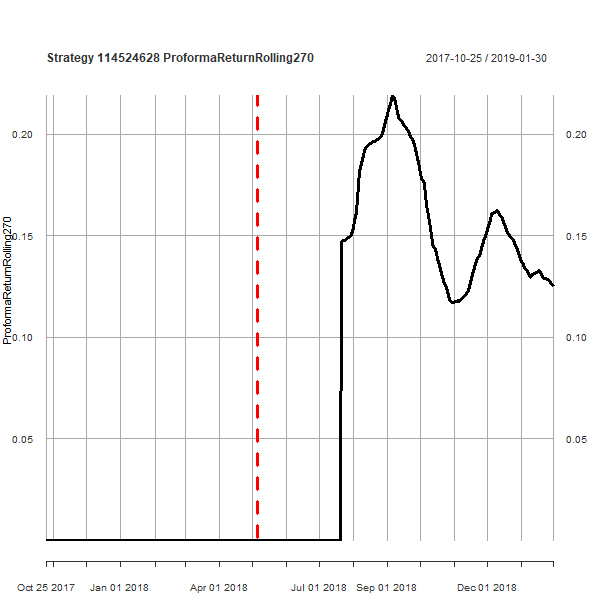 Strategy 114524628 ProformaReturnRolling270 2017-10-25 / 2019-01-30
0.20 0.20
0.15 0.15
0.10 0.10
0.05 0.05
ProformaReturnRolling270
Oct 25 2017 Jan 01 2018 Apr 01 2018 Jul 01 2018 Sep 01 2018 Dec 01 2018